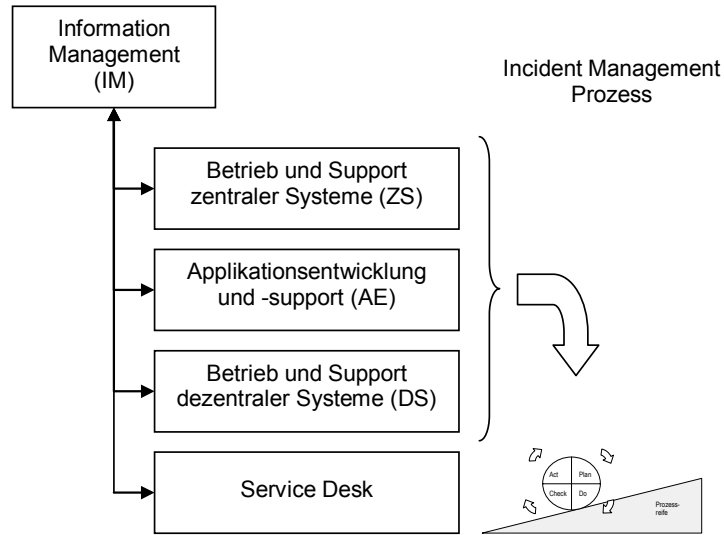 Information
Management
(IM)
Incident Management
Prozess
Betrieb und Support
zentraler Systeme (ZS)
Applikationsentwicklung
und -support (AE)
Betrieb und Support
dezentraler Systeme (DS)
Service Desk
Act
Plan
Check
Do
Prozess-
reife